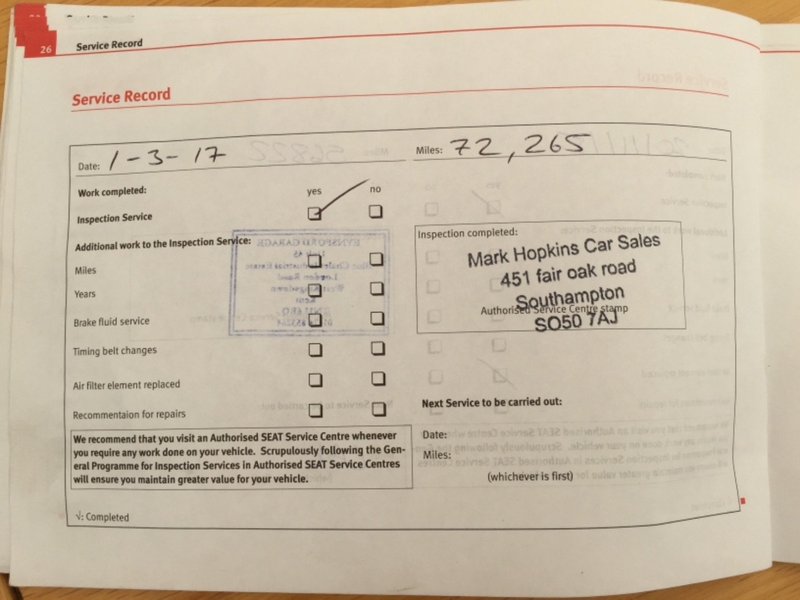 26
Service Record
Service Record
Date: 1-3-17 Miles: 72,265
Work completed: yes no
Inspection Service
Additional work to the Inspection Service:
Miles
Years
Brake fluid service
Timing belt changes
Air filter element replaced
Recommentaion for repairs
Inspection completed:
Mark Hopkins Car Sales
451 fair oak road
Southampton
Authorised Service Centre stamp
SO50 7AJ
Next Service to be carried out:
Date:
Miles:
(whichever is first)
We recommend that you visit an Authorised SEAT Service Centre whenever
you require any work done on your vehicle. Scrupulously following the Gen-
eral Programme for Inspection Services in Authorised SEAT Service Centres
will ensure you maintain greater value for your vehicle.
√: Completed